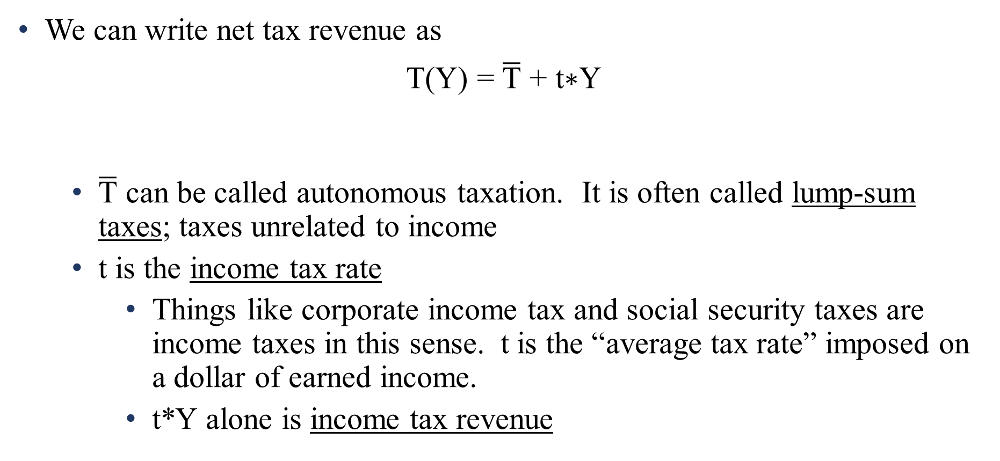 • We can write net tax revenue as
T(Y) = T̅ + t∗Y
• T̅ can be called autonomous taxation.  It is often called lump-sum
taxes; taxes unrelated to income
• t is the income tax rate
• Things like corporate income tax and social security taxes are
income taxes in this sense.  t is the “average tax rate” imposed on
a dollar of earned income.
• t*Y alone is income tax revenue